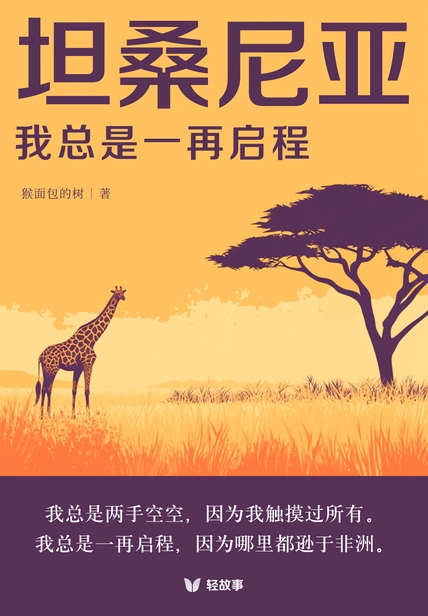 坦桑尼亚
我总是一再启程
猴面包的树｜著
我总是两手空空，因为我触摸过所有。
我总是一再启程，因为哪里都逊于非洲。
轻故事